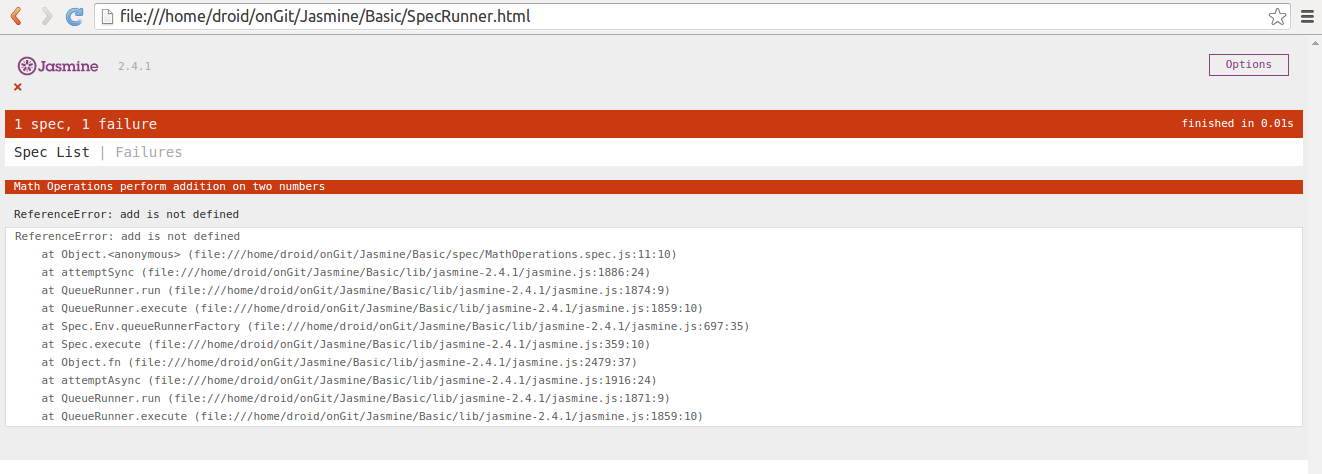 file:///home/droid/onGit/Jasmine/Basic/SpecRunner.html
Jasmine 2.4.1
Options
×
1 spec, 1 failure
finished in 0.01s
Spec List | Failures
Math Operations perform addition on two numbers
ReferenceError: add is not defined
ReferenceError: add is not defined
at Object.<anonymous> (file:///home/droid/onGit/Jasmine/Basic/spec/MathOperations.spec.js:11:10)
at attemptSync (file:///home/droid/onGit/Jasmine/Basic/lib/jasmine-2.4.1/jasmine.js:1886:24)
at QueueRunner.run (file:///home/droid/onGit/Jasmine/Basic/lib/jasmine-2.4.1/jasmine.js:1874:9)
at QueueRunner.execute (file:///home/droid/onGit/Jasmine/Basic/lib/jasmine-2.4.1/jasmine.js:1859:10)
at Spec.Env.queueRunnerFactory (file:///home/droid/onGit/Jasmine/Basic/lib/jasmine-2.4.1/jasmine.js:697:35)
at Spec.execute (file:///home/droid/onGit/Jasmine/Basic/lib/jasmine-2.4.1/jasmine.js:359:10)
at Object.fn (file:///home/droid/onGit/Jasmine/Basic/lib/jasmine-2.4.1/jasmine.js:2479:37)
at attemptAsync (file:///home/droid/onGit/Jasmine/Basic/lib/jasmine-2.4.1/jasmine.js:1916:24)
at QueueRunner.run (file:///home/droid/onGit/Jasmine/Basic/lib/jasmine-2.4.1/jasmine.js:1871:9)
at QueueRunner.execute (file:///home/droid/onGit/Jasmine/Basic/lib/jasmine-2.4.1/jasmine.js:1859:10)